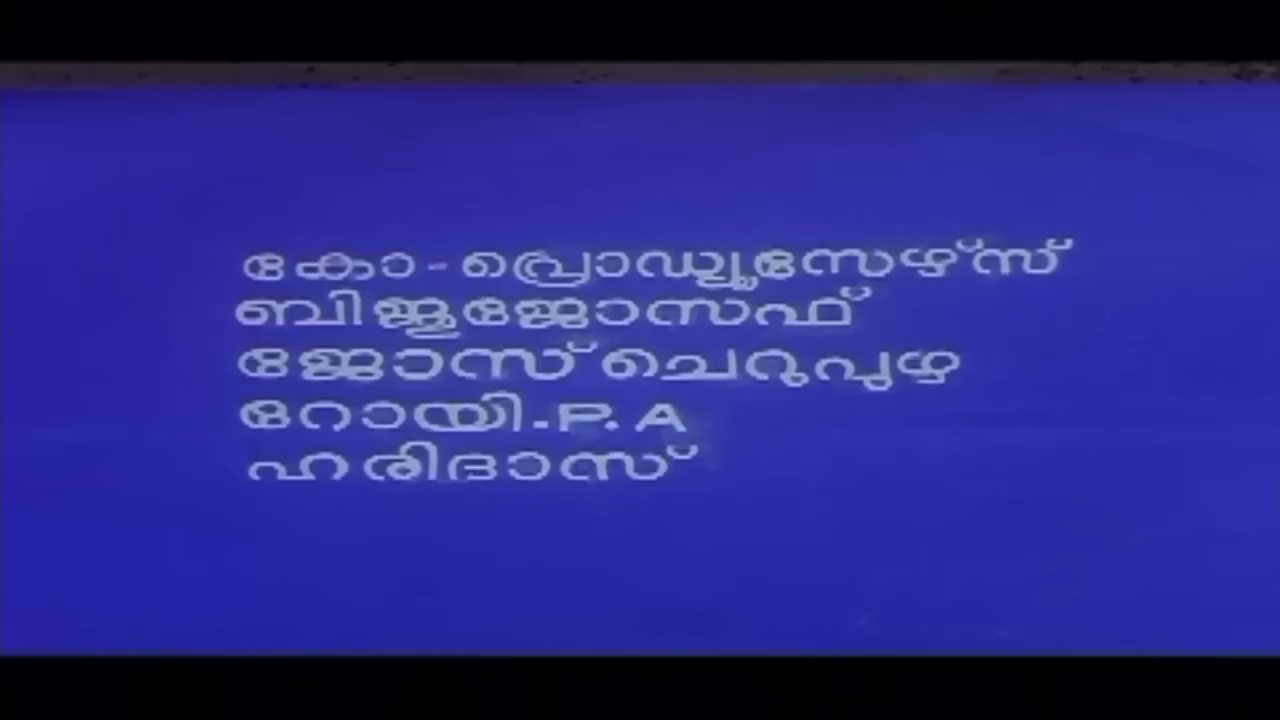 കോ-പ്രൊഡ്യൂസേഴ്സ്
ബിജുജോസഫ്
ജോസ് ചെറുപുഴ
റോയി.P.A
ഹരിദാസ്